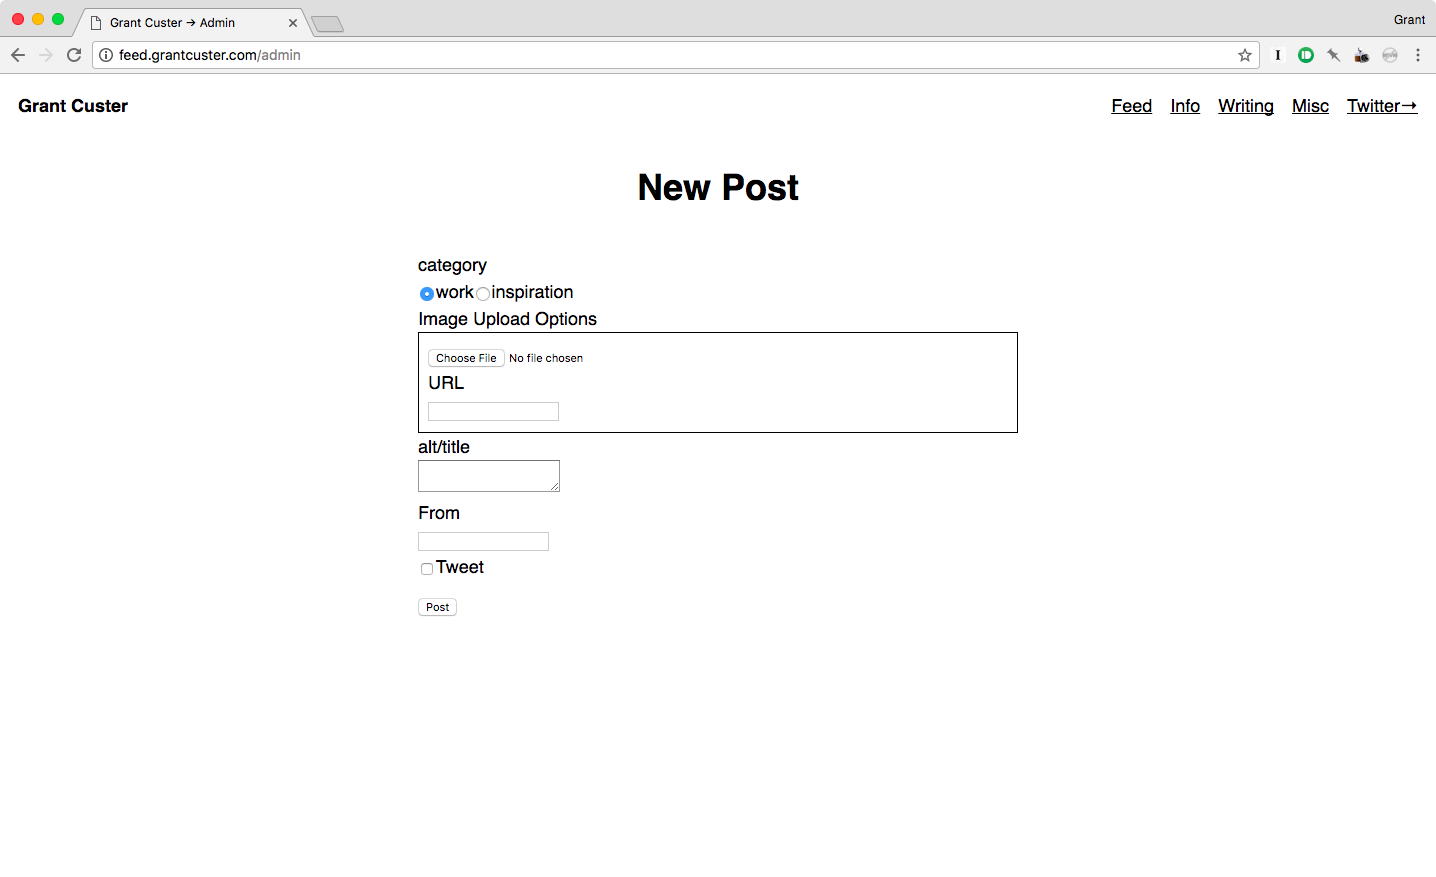 Grant Custer → Admin
Grant
feed.grantcuster.com/admin
Grant Custer
Feed Info Writing Misc Twitter→
New Post
category
work inspiration
Image Upload Options
Choose File No file chosen
URL
alt/title
From
Tweet
Post